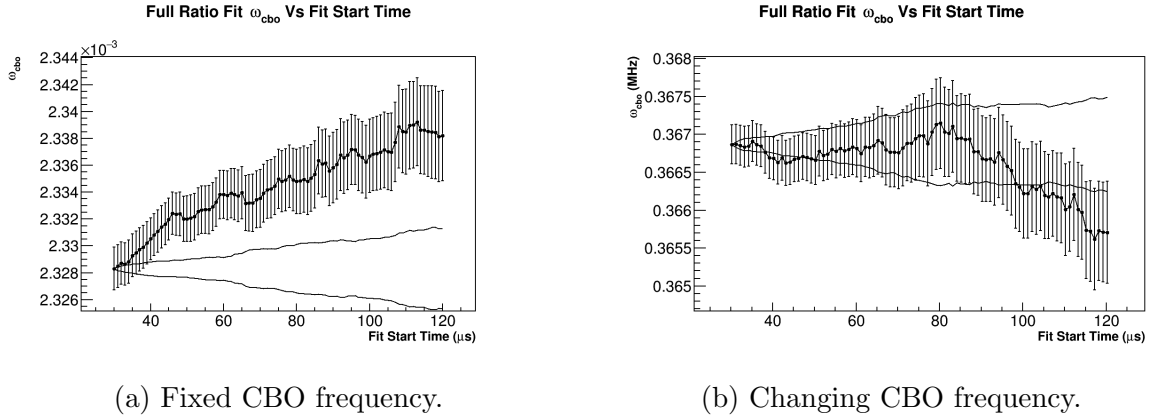 Full Ratio Fit ω_cbo Vs Fit Start Time
×10⁻³
ω_cbo
2.344
2.342
2.34
2.338
2.336
2.334
2.332
2.33
2.328
2.326
40 60 80 100 120
Fit Start Time (μs)
(a) Fixed CBO frequency.
Full Ratio Fit ω_cbo Vs Fit Start Time
ω_cbo (MHz)
0.368
0.3675
0.367
0.3665
0.366
0.3655
0.365
40 60 80 100 120
Fit Start Time (μs)
(b) Changing CBO frequency.